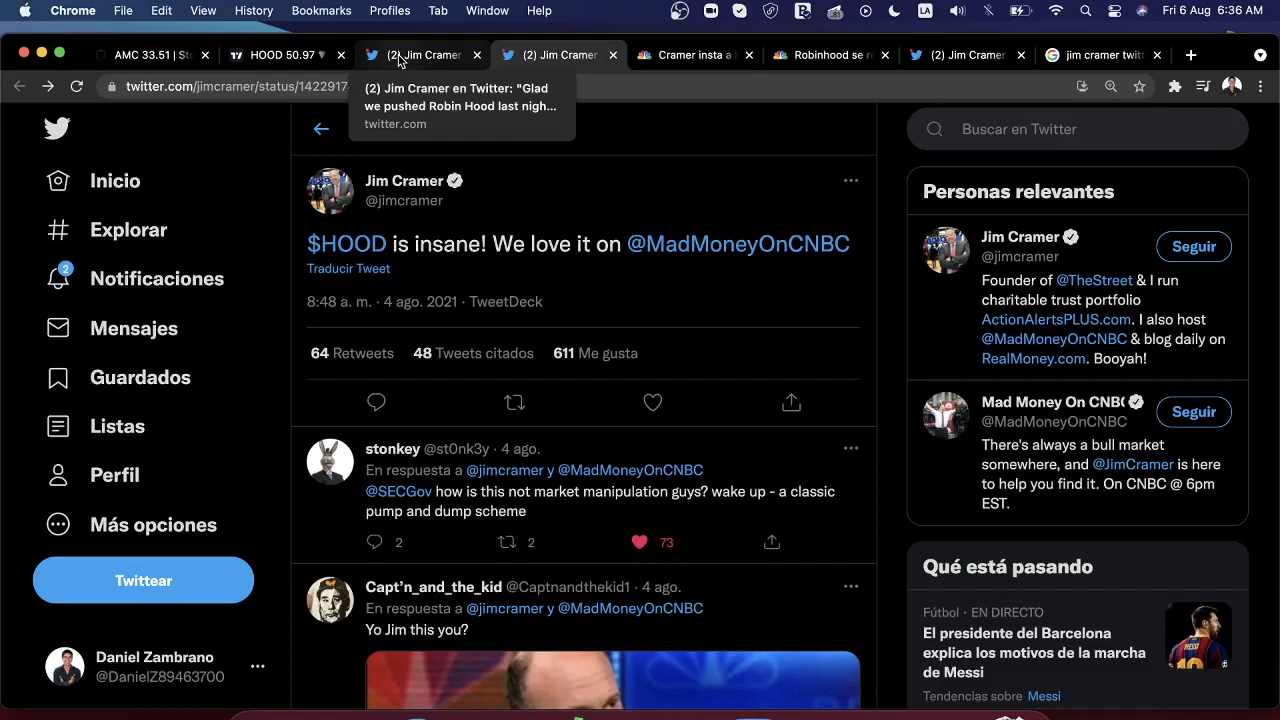 Chrome File Edit View History Bookmarks Profiles Tab Window Help 81 LA Fri 6 Aug 6:36 AM
AMC 33.51 | Sto HOOD 50.97 ▼ (2) Jim Cramer (2) Jim Cramer Cramer insta a Robinhood se r (2) Jim Cramer jim cramer twitt
twitter.com/jimcramer/status/1422917
(2) Jim Cramer en Twitter: "Glad
we pushed Robin Hood last nigh...
twitter.com
Inicio
Explorar
2
Notificaciones
Mensajes
Guardados
Listas
Perfil
Más opciones
Twittear
Daniel Zambrano
@DanielZ89463700
Jim Cramer
@jimcramer
$HOOD is insane! We love it on @MadMoneyOnCNBC
Traducir Tweet
8:48 a. m. · 4 ago. 2021 · TweetDeck
64 Retweets 48 Tweets citados 611 Me gusta
stonkey @st0nk3y · 4 ago.
En respuesta a @jimcramer y @MadMoneyOnCNBC
@SECGov how is this not market manipulation guys? wake up - a classic
pump and dump scheme
2 2 73
Capt'n_and_the_kid @Captnandthekid1 · 4 ago.
En respuesta a @jimcramer y @MadMoneyOnCNBC
Yo Jim this you?
Buscar en Twitter
Personas relevantes
Jim Cramer
@jimcramer
Seguir
Founder of @TheStreet & I run
charitable trust portfolio
ActionAlertsPLUS.com. I also host
@MadMoneyOnCNBC & blog daily on
RealMoney.com. Booyah!
Mad Money On CNBC
@MadMoneyOnCNBC
Seguir
There's always a bull market
somewhere, and @JimCramer is here
to help you find it. On CNBC @ 6pm
EST.
Qué está pasando
Fútbol · EN DIRECTO
El presidente del Barcelona
explica los motivos de la marcha
de Messi
Tendencias sobre Messi